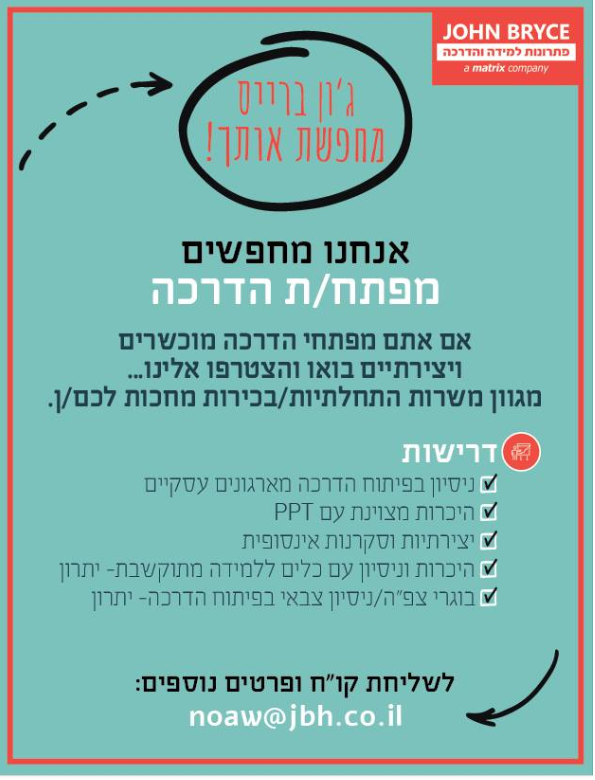 JOHN BRYCE
פתרונות למידה והדרכה
a matrix company
ג'ון ברייס
מחפשת אותך!
אנחנו מחפשים
מפתח/ת הדרכה
אם אתם מפתחי הדרכה מוכשרים
ויצירתיים בואו והצטרפו אלינו...
מגוון משרות התחלתיות/בכירות מחכות לכם/ן.
דרישות
ניסיון בפיתוח הדרכה מארגונים עסקיים
היכרות מצוינת עם PPT
יצירתיות וסקרנות אינסופית
היכרות וניסיון עם כלים ללמידה מתוקשבת- יתרון
בוגרי צפ"ה/ניסיון צבאי בפיתוח הדרכה- יתרון
לשליחת קו"ח ופרטים נוספים:
noaw@jbh.co.il